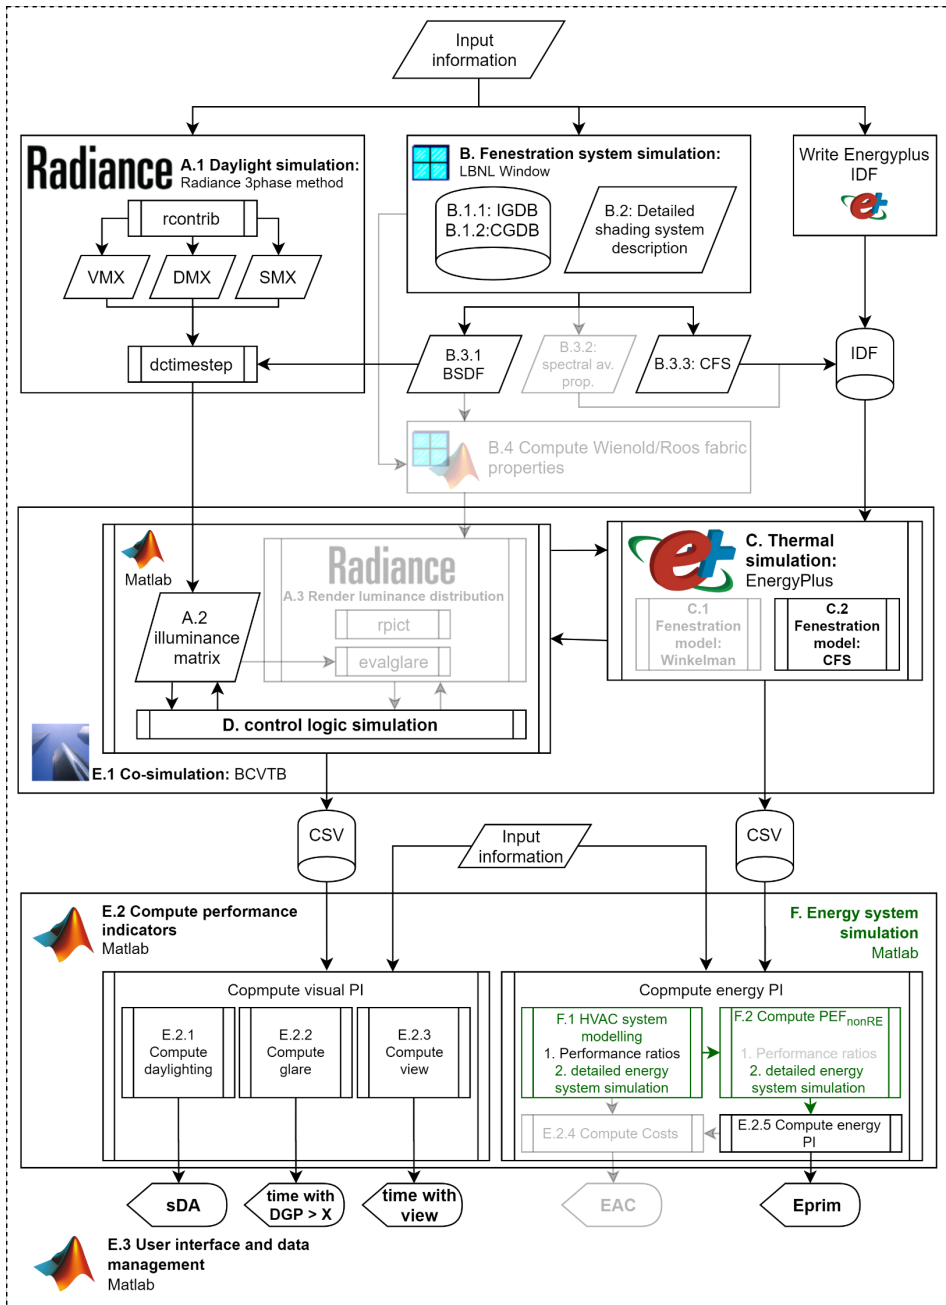 Input
information
Radiance
A.1 Daylight simulation:
Radiance 3phase method
rcontrib
VMX
DMX
SMX
dctimestep
B. Fenestration system simulation:
LBNL Window
B.1.1: IGDB
B.1.2:CGDB
B.2: Detailed
shading system
description
Write Energyplus
IDF
e+
B.3.1
BSDF
B.3.2:
spectral av.
prop.
B.3.3: CFS
IDF
B.4 Compute Wienold/Roos fabric
properties
Matlab
Radiance
A.3 Render luminance distribution
rpict
evalglare
A.2
illuminance
matrix
D. control logic simulation
e+
C. Thermal
simulation:
EnergyPlus
C.1
Fenestration
model:
Winkelman
C.2
Fenestration
model:
CFS
E.1 Co-simulation: BCVTB
CSV
Input
information
CSV
E.2 Compute performance
indicators
Matlab
F. Energy system
simulation
Matlab
Copmpute visual PI
E.2.1
Compute
daylighting
E.2.2
Compute
glare
E.2.3
Compute
view
Copmpute energy PI
F.1 HVAC system
modelling
1. Performance ratios
2. detailed energy
system simulation
F.2 Compute PEFnonRE
1. Performance ratios
2. detailed energy
system simulation
E.2.4 Compute Costs
E.2.5 Compute energy
PI
sDA
time with
DGP > X
time with
view
EAC
Eprim
E.3 User interface and data
management
Matlab